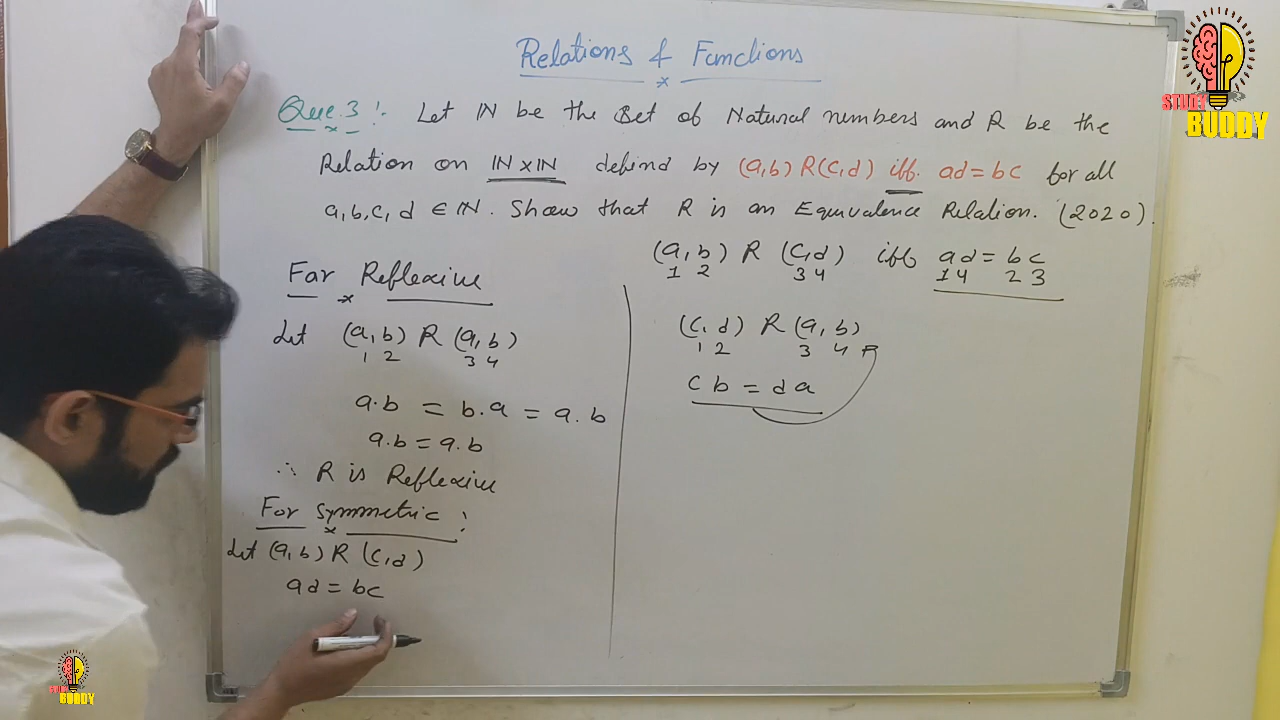 Relations & Functions
Que.3 :- Let IN be the Set of Natural numbers and R be the
Relation on IN x IN defind by (a,b) R (c,d) iff. ad = bc for all
a,b,c,d ∈ IN. Show that R is an Equivalence Relation. (2020).
For Reflexive
Let (a,b) R (a,b)
1 2 3 4
a.b = b.a = a.b
a.b = a.b
∴ R is Reflexive
For Symmetric :
Let (a,b) R (c,d)
ad = bc
(a,b) R (c,d) iff ad = bc
1 2 3 4 14 2 3
(c,d) R (a,b)
1 2 3 4
cb = da
STUDY
BUDDY
STUDY
BUDDY